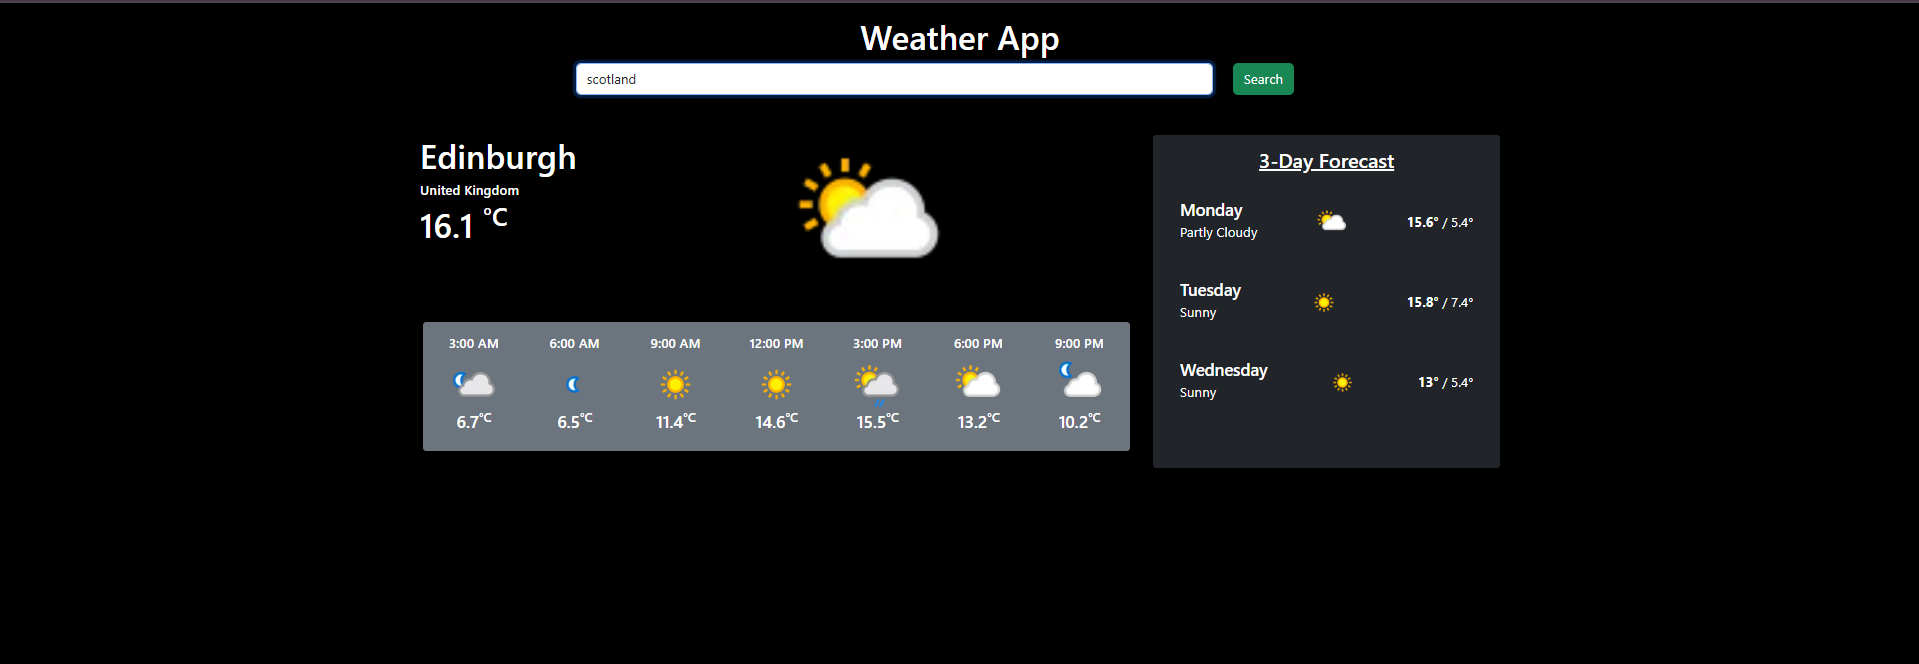 Weather App
scotland
Search
Edinburgh
United Kingdom
16.1 °C
3:00 AM 6:00 AM 9:00 AM 12:00 PM 3:00 PM 6:00 PM 9:00 PM
6.7°C 6.5°C 11.4°C 14.6°C 15.5°C 13.2°C 10.2°C
3-Day Forecast
Monday
Partly Cloudy
15.6° / 5.4°
Tuesday
Sunny
15.8° / 7.4°
Wednesday
Sunny
13° / 5.4°